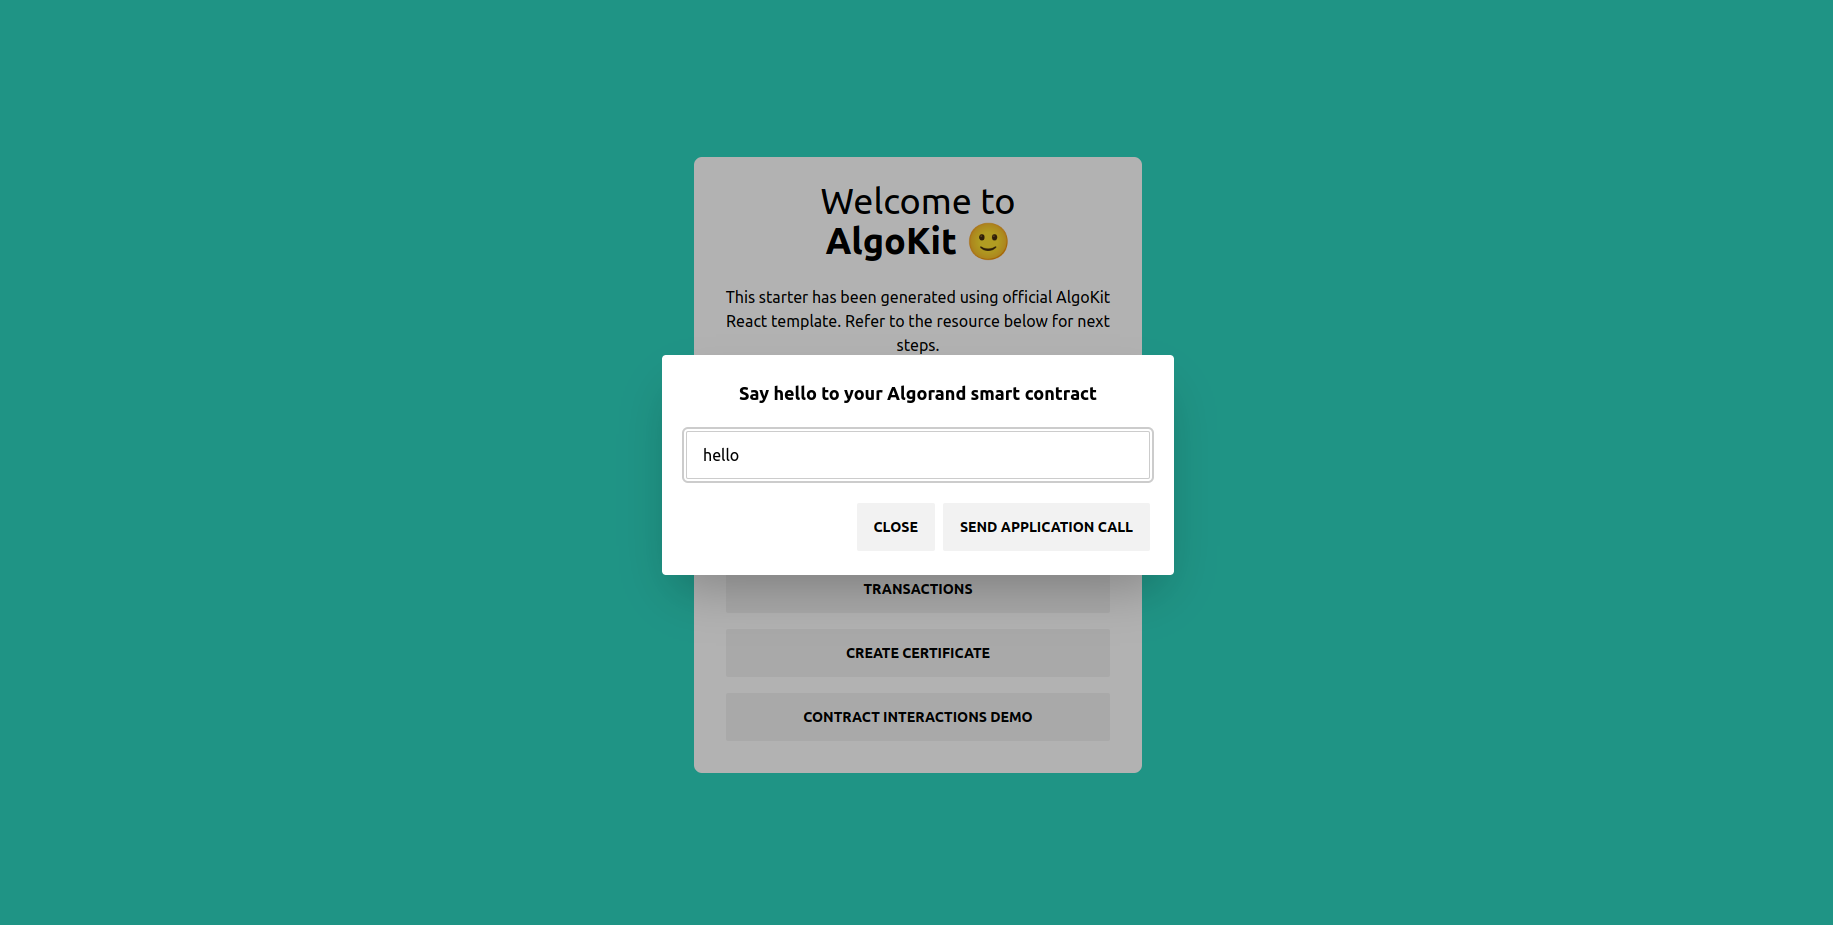 Welcome to
AlgoKit 🙂
This starter has been generated using official AlgoKit
React template. Refer to the resource below for next
steps.
Say hello to your Algorand smart contract
hello
CLOSE
SEND APPLICATION CALL
TRANSACTIONS
CREATE CERTIFICATE
CONTRACT INTERACTIONS DEMO